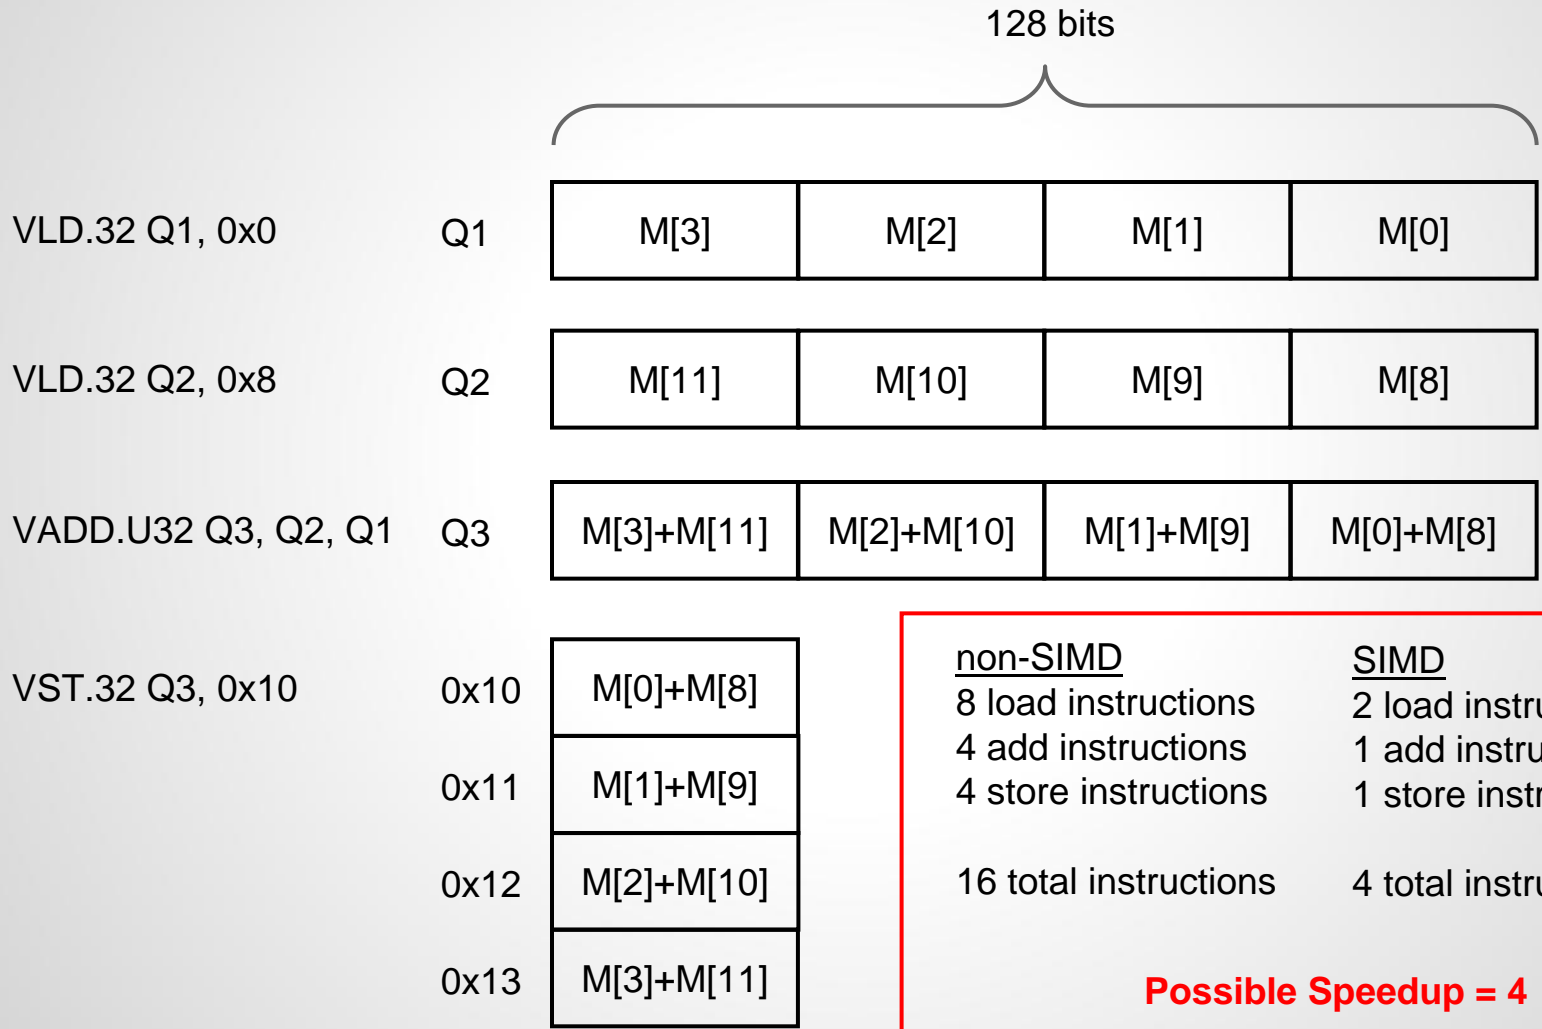 128 bits
VLD.32 Q1, 0x0 Q1 M[3] M[2] M[1] M[0]
VLD.32 Q2, 0x8 Q2 M[11] M[10] M[9] M[8]
VADD.U32 Q3, Q2, Q1 Q3 M[3]+M[11] M[2]+M[10] M[1]+M[9] M[0]+M[8]
VST.32 Q3, 0x10 0x10 M[0]+M[8]
0x11 M[1]+M[9]
0x12 M[2]+M[10]
0x13 M[3]+M[11]
non-SIMD
8 load instructions
4 add instructions
4 store instructions
16 total instructions
SIMD
2 load
1 add
1 store
4 total
Possible Speedup = 4